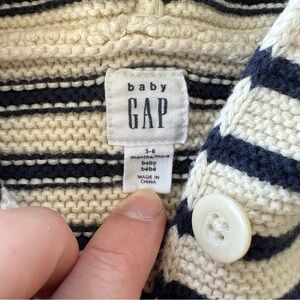 baby
GAP
3-6
months/mois
baby
bébé
MADE IN
CHINA